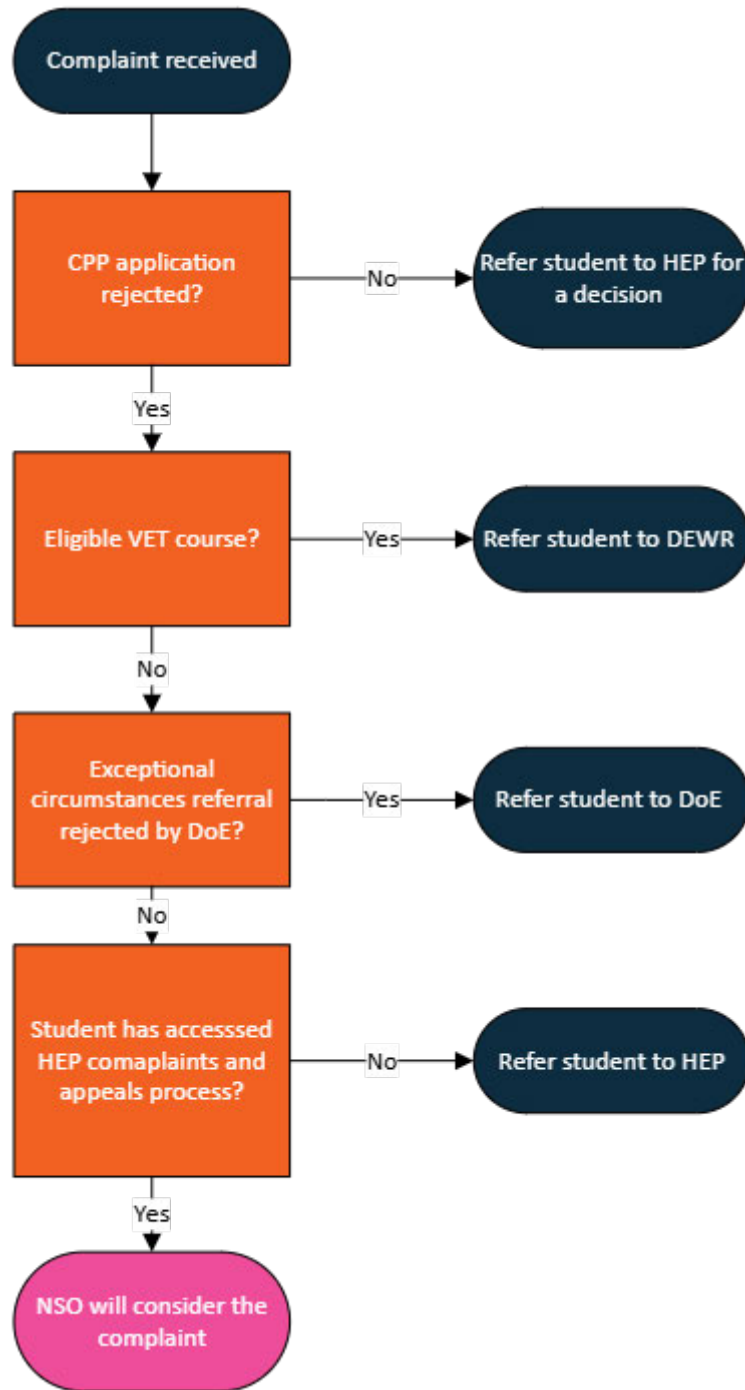 Complaint received
CPP application
rejected?
No
Refer student to HEP for
a decision
Yes
Eligible VET course?
Yes
Refer student to DEWR
No
Exceptional
circumstances referral
rejected by DoE?
Yes
Refer student to DoE
No
Student has accesssed
HEP comaplaints and
appeals process?
No
Refer student to HEP
Yes
NSO will consider the
complaint